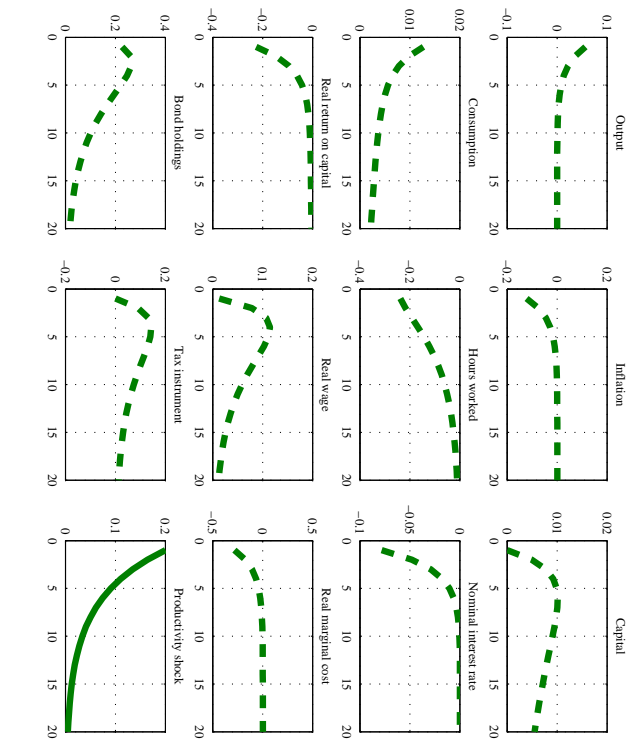 Output
0.1
0
−0.1
0 5 10 15 20
Inflation
0.2
0
−0.2
0 5 10 15 20
Capital
0.02
0.01
0
0 5 10 15 20
Consumption
0.02
0.01
0
0 5 10 15 20
Hours worked
0
−0.2
−0.4
0 5 10 15 20
Nominal interest rate
0
−0.05
−0.1
0 5 10 15 20
Real return on capital
0
−0.2
−0.4
0 5 10 15 20
Real wage
0.2
0.1
0
0 5 10 15 20
Real marginal cost
0.5
0
−0.5
0 5 10 15 20
Bond holdings
0.4
0.2
0
0 5 10 15 20
Tax instrument
0.2
0
−0.2
0 5 10 15 20
Productivity shock
0.2
0.1
0
0 5 10 15 20